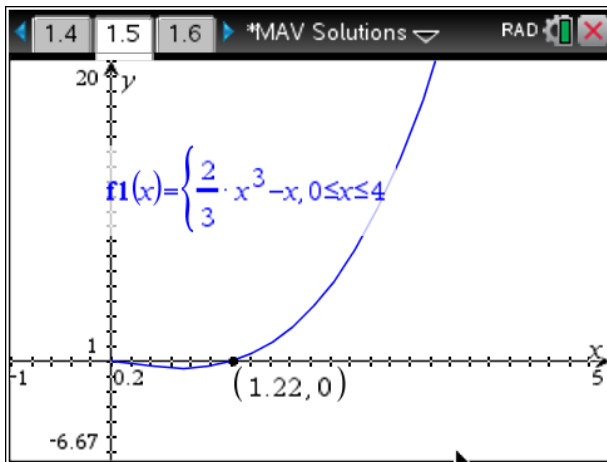 1.4 1.5 1.6 *MAV Solutions RAD
20 y
f1(x)={2/3·x^3−x, 0≤x≤4
1 x
-1 0.2 (1.22,0) 5
-6.67